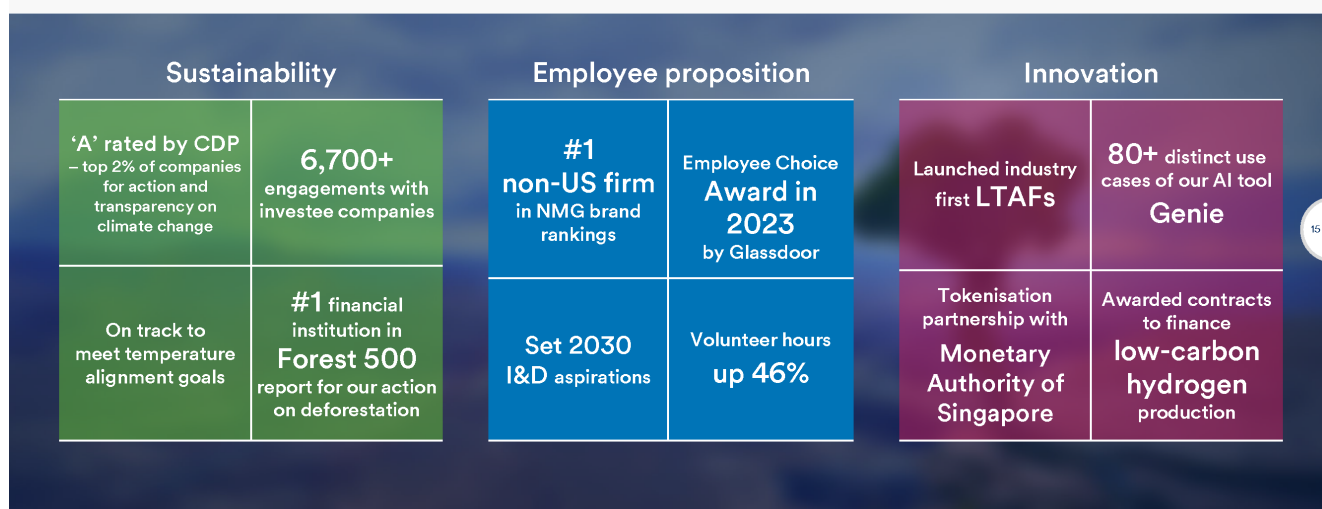 Sustainability
'A' rated by CDP
– top 2% of companies
for action and
transparency on
climate change
6,700+
engagements with
investee companies
On track to
meet temperature
alignment goals
#1 financial
institution in
Forest 500
report for our action
on deforestation
Employee proposition
#1
non-US firm
in NMG brand
rankings
Employee Choice
Award in
2023
by Glassdoor
Set 2030
I&D aspirations
Volunteer hours
up 46%
Innovation
Launched industry
first LTAFs
80+ distinct use
cases of our AI tool
Genie
Tokenisation
partnership with
Monetary
Authority of
Singapore
Awarded contracts
to finance
low-carbon
hydrogen
production
15